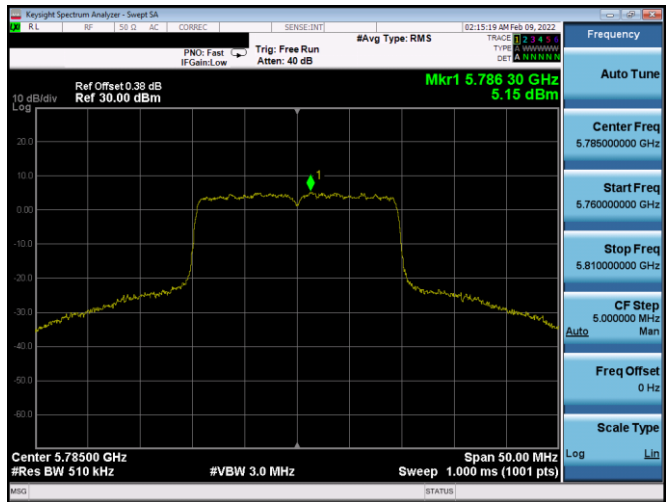 Keysight Spectrum Analyzer - Swept SA
RL RF 50 Ω AC CORREC SENSE:INT 02:15:19 AM Feb 09, 2022
#Avg Type: RMS
TRACE 1 2 3 4 5 6
TYPE A WWWWW
DET A N N N N N
PNO: Fast Trig: Free Run
IFGain:Low Atten: 40 dB
Mkr1 5.786 30 GHz
5.15 dBm
Ref Offset 0.38 dB
10 dB/div Ref 30.00 dBm
Log
20.0
10.0
0.00
-10.0
-20.0
-30.0
-40.0
-50.0
-60.0
1
Center 5.78500 GHz Span 50.00 MHz
#Res BW 510 kHz #VBW 3.0 MHz Sweep 1.000 ms (1001 pts)
MSG STATUS
Frequency
Auto Tune
Center Freq
5.785000000 GHz
Start Freq
5.760000000 GHz
Stop Freq
5.810000000 GHz
CF Step
5.000000 MHz
Auto Man
Freq Offset
0 Hz
Scale Type
Log Lin